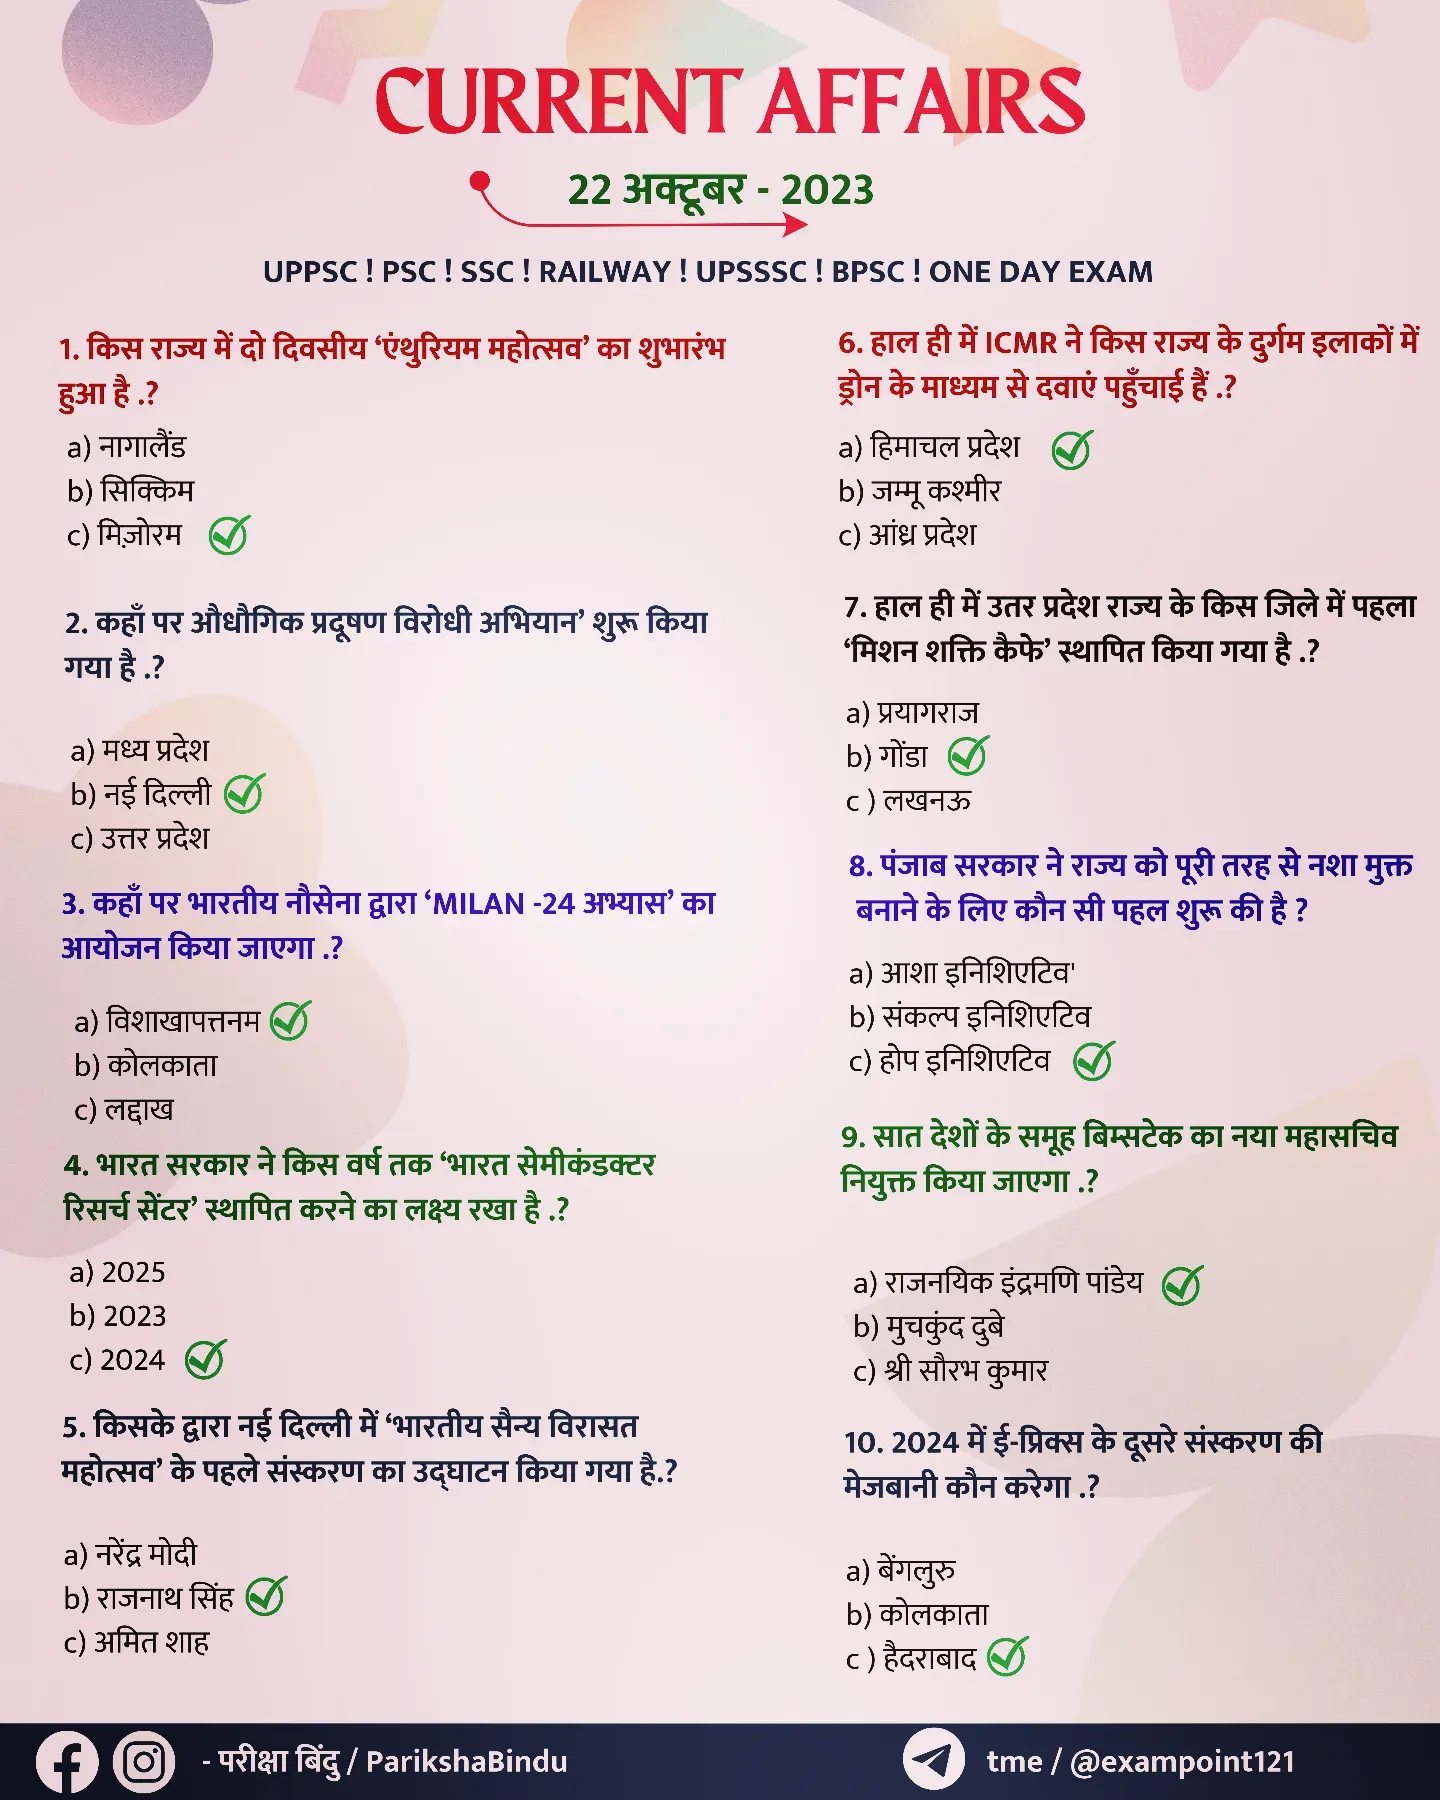 CURRENT AFFAIRS
22 अक्टूबर - 2023
UPPSC ! PSC ! SSC ! RAILWAY ! UPSSSC ! BPSC ! ONE DAY EXAM
1. किस राज्य में दो दिवसीय ‘एंथुरियम महोत्सव’ का शुभारंभ
हुआ है .?
a) नागालैंड
b) सिक्किम
c) मिज़ोरम
2. कहाँ पर औधौगिक प्रदूषण विरोधी अभियान’ शुरू किया
गया है .?
a) मध्य प्रदेश
b) नई दिल्ली
c) उत्तर प्रदेश
3. कहाँ पर भारतीय नौसेना द्वारा ‘MILAN -24 अभ्यास’ का
आयोजन किया जाएगा .?
a) विशाखापत्तनम
b) कोलकाता
c) लद्दाख
4. भारत सरकार ने किस वर्ष तक ‘भारत सेमीकंडक्टर
रिसर्च सेंटर’ स्थापित करने का लक्ष्य रखा है .?
a) 2025
b) 2023
c) 2024
5. किसके द्वारा नई दिल्ली में ‘भारतीय सैन्य विरासत
महोत्सव’ के पहले संस्करण का उद्घाटन किया गया है.?
a) नरेंद्र मोदी
b) राजनाथ सिंह
c) अमित शाह
6. हाल ही में ICMR ने किस राज्य के दुर्गम इलाकों में
ड्रोन के माध्यम से दवाएं पहुँचाई हैं .?
a) हिमाचल प्रदेश
b) जम्मू कश्मीर
c) आंध्र प्रदेश
7. हाल ही में उतर प्रदेश राज्य के किस जिले में पहला
‘मिशन शक्ति कैफे’ स्थापित किया गया है .?
a) प्रयागराज
b) गोंडा
c ) लखनऊ
8. पंजाब सरकार ने राज्य को पूरी तरह से नशा मुक्त
बनाने के लिए कौन सी पहल शुरू की है ?
a) आशा इनिशिएटिव'
b) संकल्प इनिशिएटिव
c) होप इनिशिएटिव
9. सात देशों के समूह बिम्सटेक का नया महासचिव
नियुक्त किया जाएगा .?
a) राजनयिक इंद्रमणि पांडेय
b) मुचकुंद दुबे
c) श्री सौरभ कुमार
10. 2024 में ई-प्रिक्स के दूसरे संस्करण की
मेजबानी कौन करेगा .?
a) बेंगलुरु
b) कोलकाता
c ) हैदराबाद
- परीक्षा बिंदु / ParikshaBindu
tme / @exampoint121